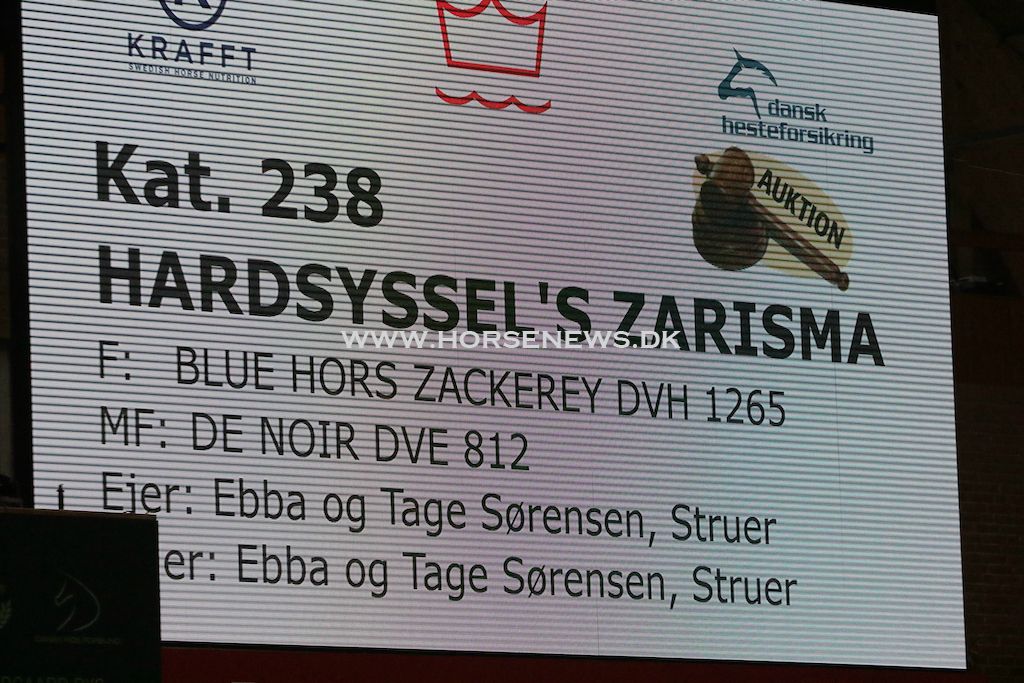 KRAFFT
SWEDISH HORSE NUTRITION
dansk
hesteforsikring
AUKTION
Kat. 238
HARDSYSSEL'S ZARISMA
WWW.HORSENEWS.DK
F: BLUE HORS ZACKEREY DVH 1265
MF: DE NOIR DVE 812
Ejer: Ebba og Tage Sørensen, Struer
er: Ebba og Tage Sørensen, Struer